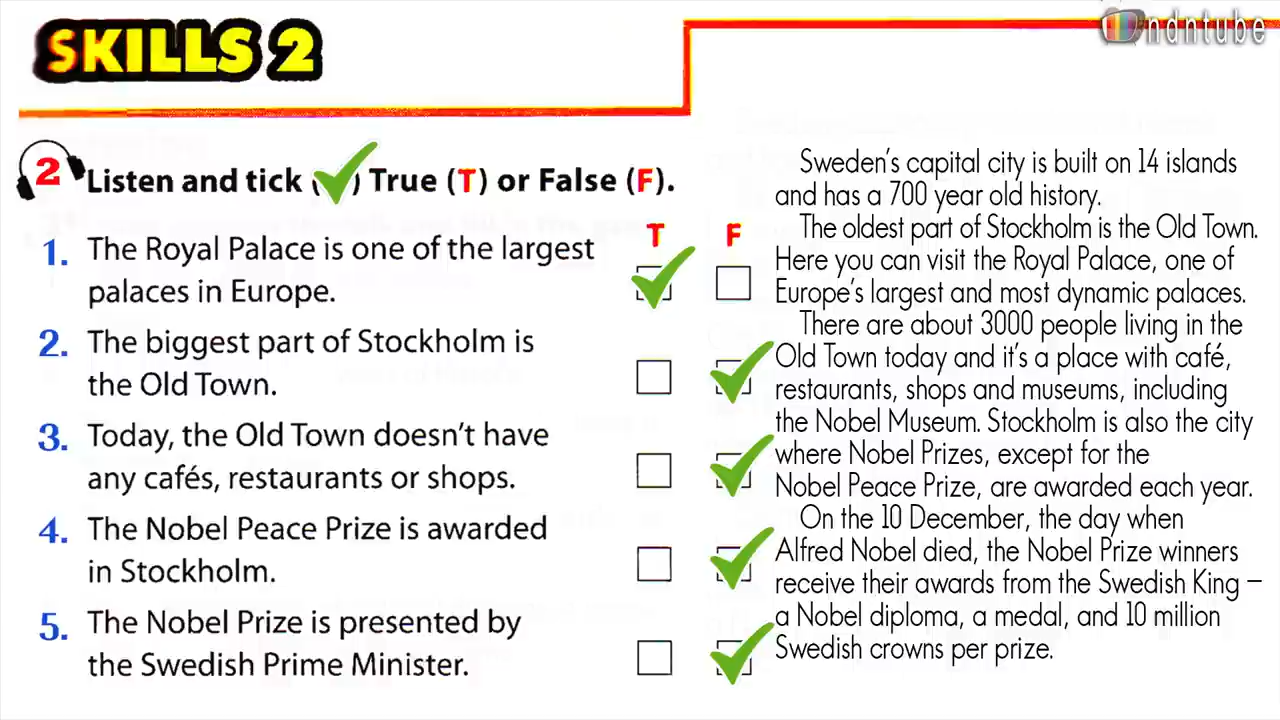 SKILLS 2
ndntube
2 Listen and tick (✓) True (T) or False (F).
T F
1. The Royal Palace is one of the largest
palaces in Europe.
2. The biggest part of Stockholm is
the Old Town.
3. Today, the Old Town doesn't have
any cafés, restaurants or shops.
4. The Nobel Peace Prize is awarded
in Stockholm.
5. The Nobel Prize is presented by
the Swedish Prime Minister.
Sweden's capital city is built on 14 islands
and has a 700 year old history.
The oldest part of Stockholm is the Old Town.
Here you can visit the Royal Palace, one of
Europe's largest and most dynamic palaces.
There are about 3000 people living in the
Old Town today and it's a place with café,
restaurants, shops and museums, including
the Nobel Museum. Stockholm is also the city
where Nobel Prizes, except for the
Nobel Peace Prize, are awarded each year.
On the 10 December, the day when
Alfred Nobel died, the Nobel Prize winners
receive their awards from the Swedish King –
a Nobel diploma, a medal, and 10 million
Swedish crowns per prize.